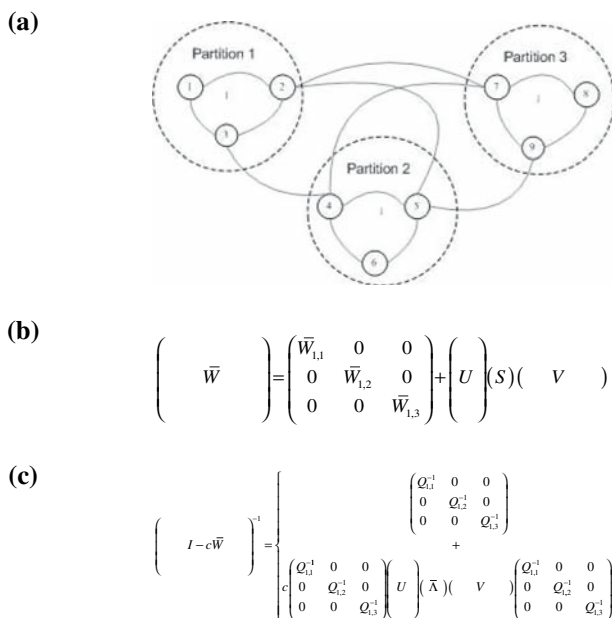 (a)
Partition 1
Partition 3
1
2
7
8
3
9
Partition 2
4
5
6
(b)
( W̄ ) = ( W̄₁,₁ 0 0
0 W̄₁,₂ 0
0 0 W̄₁,₃ ) + ( U ) ( S ) ( V )
(c)
( I − cW̄ )⁻¹ = {
( Q₁,₁⁻¹ 0 0
0 Q₁,₂⁻¹ 0
0 0 Q₁,₃⁻¹ )
+
c ( Q₁,₁⁻¹ 0 0
0 Q₁,₂⁻¹ 0
0 0 Q₁,₃⁻¹ ) ( U ) ( Λ̄ ) ( V ) ( Q₁,₁⁻¹ 0 0
0 Q₁,₂⁻¹ 0
0 0 Q₁,₃⁻¹ )